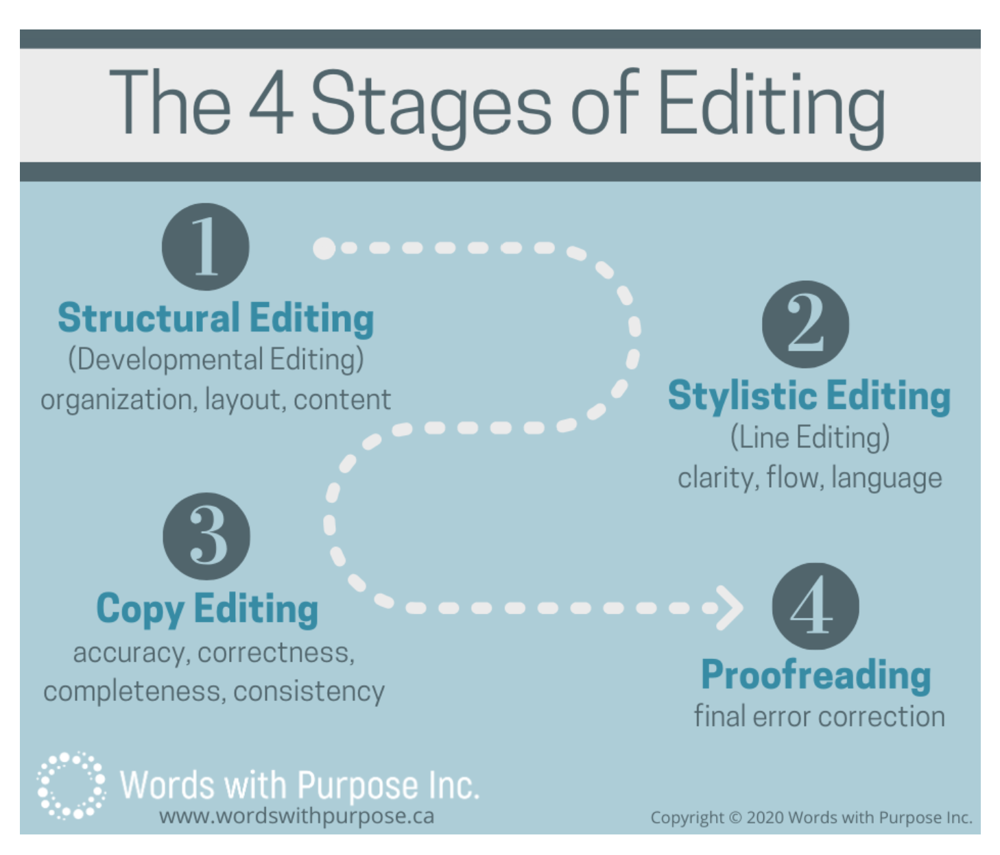 The 4 Stages of Editing
1
Structural Editing
(Developmental Editing)
organization, layout, content
2
Stylistic Editing
(Line Editing)
clarity, flow, language
3
Copy Editing
accuracy, correctness,
completeness, consistency
4
Proofreading
final error correction
Words with Purpose Inc.
www.wordswithpurpose.ca
Copyright © 2020 Words with Purpose Inc.